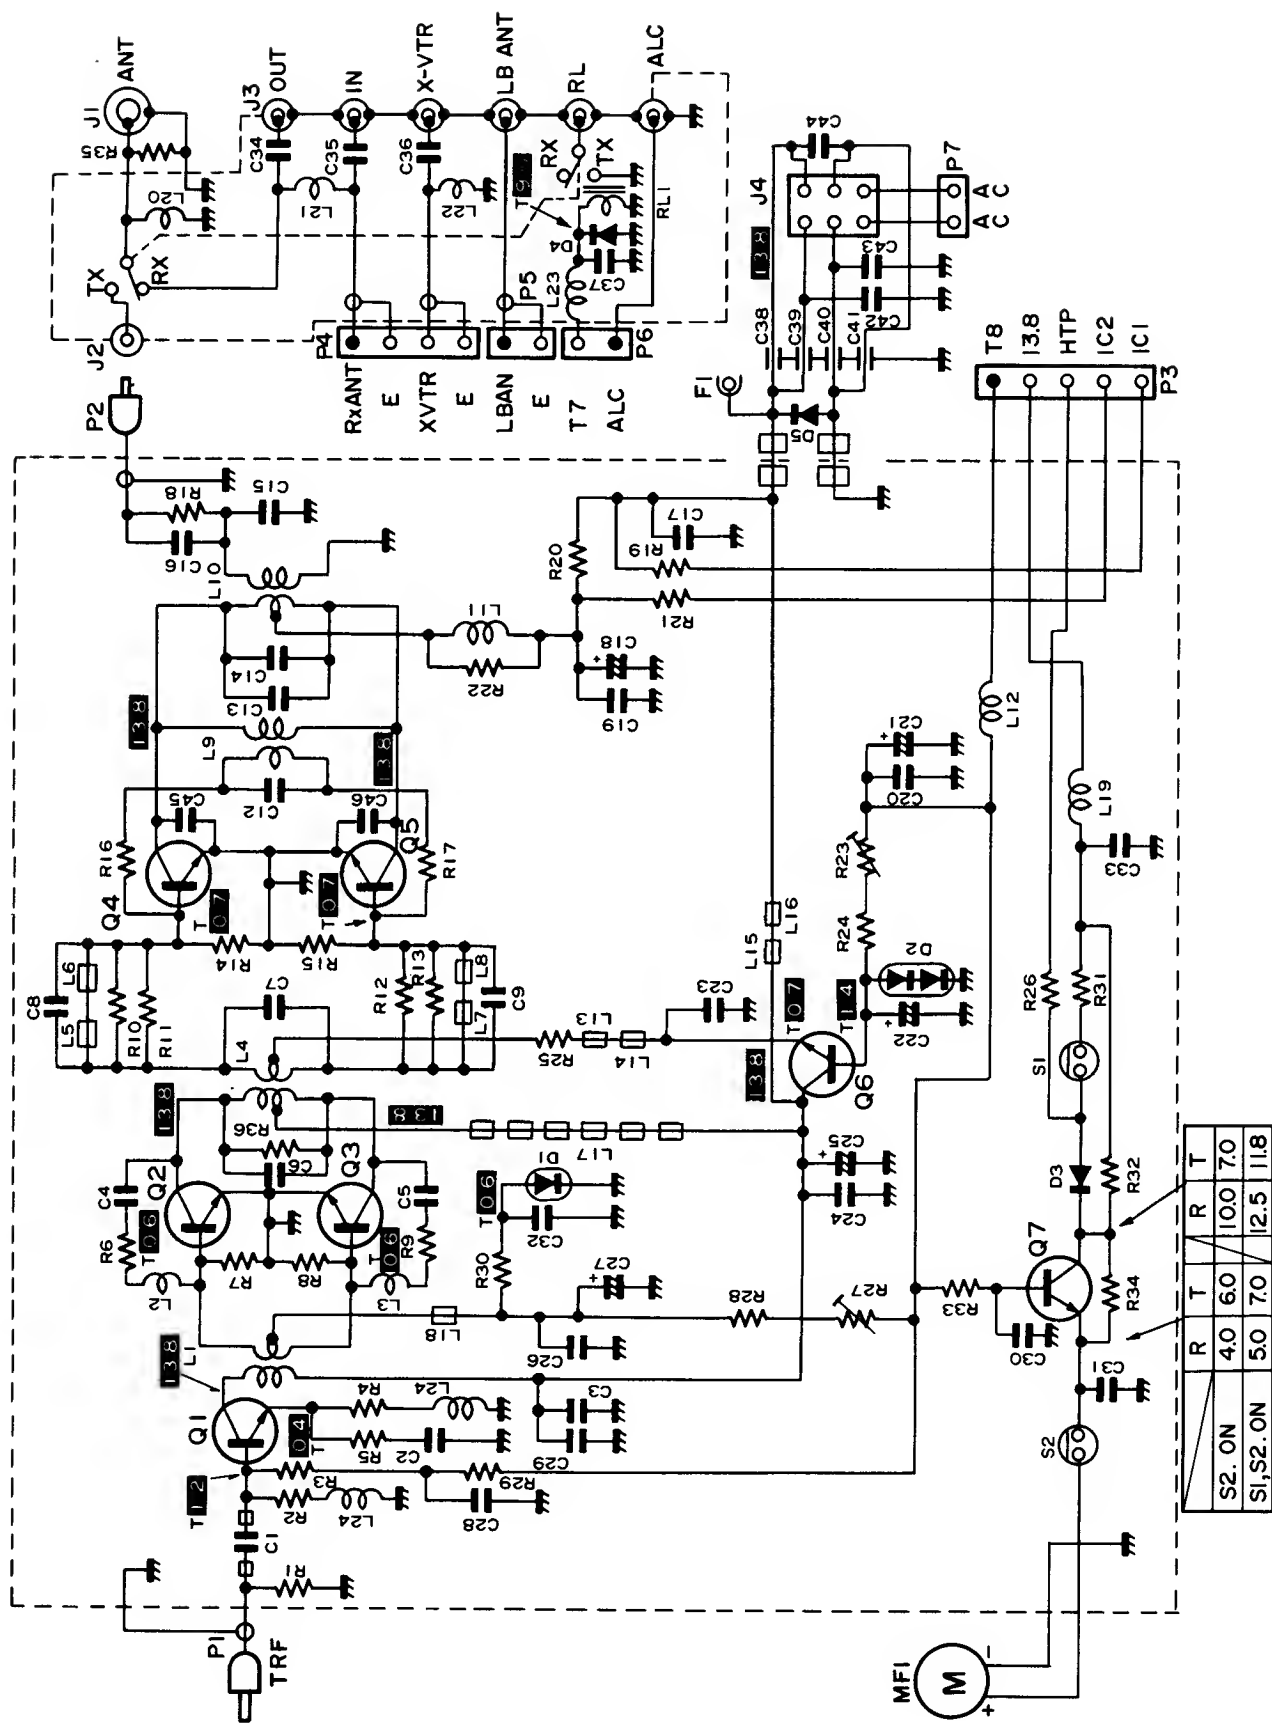 P1
TRF
R1
C1
T 1.2
R2
L24
R3
Q1
T 0.4
R4
R5
L24
C2
C28
R29
C29
C3
13.8
L1
L2
R6
C4
T 0.6
Q2
R7
R8
L3
R9
C5
T 0.6
Q3
C6
R36
13.8
13.8
L18
C26
C27
R30
C32
T 0.6
D1
R28
R27
L17
L4
C7
C8
L5
L6
R10
R11
R12
R13
L7
L8
C9
R14
R15
T 0.7
Q4
R16
C45
T 0.7
Q5
R17
C46
C12
L9
13.8
13.8
C13
C14
L10
C16
R18
C15
P2
L11
R22
C19
C18
R20
R21
R19
C17
R25
L13
L14
C23
13.8
T 0.7
Q6
C24
C25
L15
L16
T 1.4
C22
D2
R24
R23
C20
C21
L12
R33
C30
Q7
R34
R32
D3
S1
R31
R26
C33
L19
C31
S2
MF1
M
+
-
R T R T
S2. ON 4.0 6.0 10.0 7.0
S1,S2. ON 5.0 7.0 12.5 11.8
J2
TX
RX
L20
R35
J1
ANT
J3
OUT
C34
L21
IN
C35
X-VTR
C36
L22
LB ANT
RL
ALC
RX
TX
RL1
D4
C37
L23
P4
RxANT
E
XVTR
E
P5
LBAN
E
P6
T7
ALC
F1
D5
C38
C39
C40
C41
C42
C43
13.8
J4
C44
P7
AC
AC
T8
13.8
HTP
IC2
IC1
P3